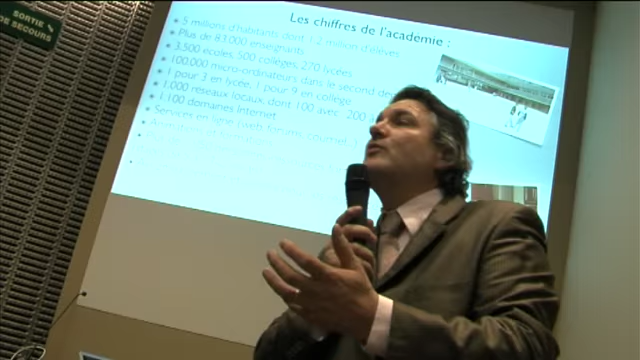 SORTIE
DE SECOURS
Les chiffres de l'académie :
5 millions d'habitants dont 1.2 million d'élèves
Plus de 83.000 enseignants
3.500 écoles, 500 collèges, 270 lycées
100.000 micro-ordinateurs dans le second
1 pour 3 en lycée, 1 pour 9 en collège
1.000 réseaux locaux, dont 100 avec 200
1.100 domaines Internet
Services en ligne (web, forums, courriel